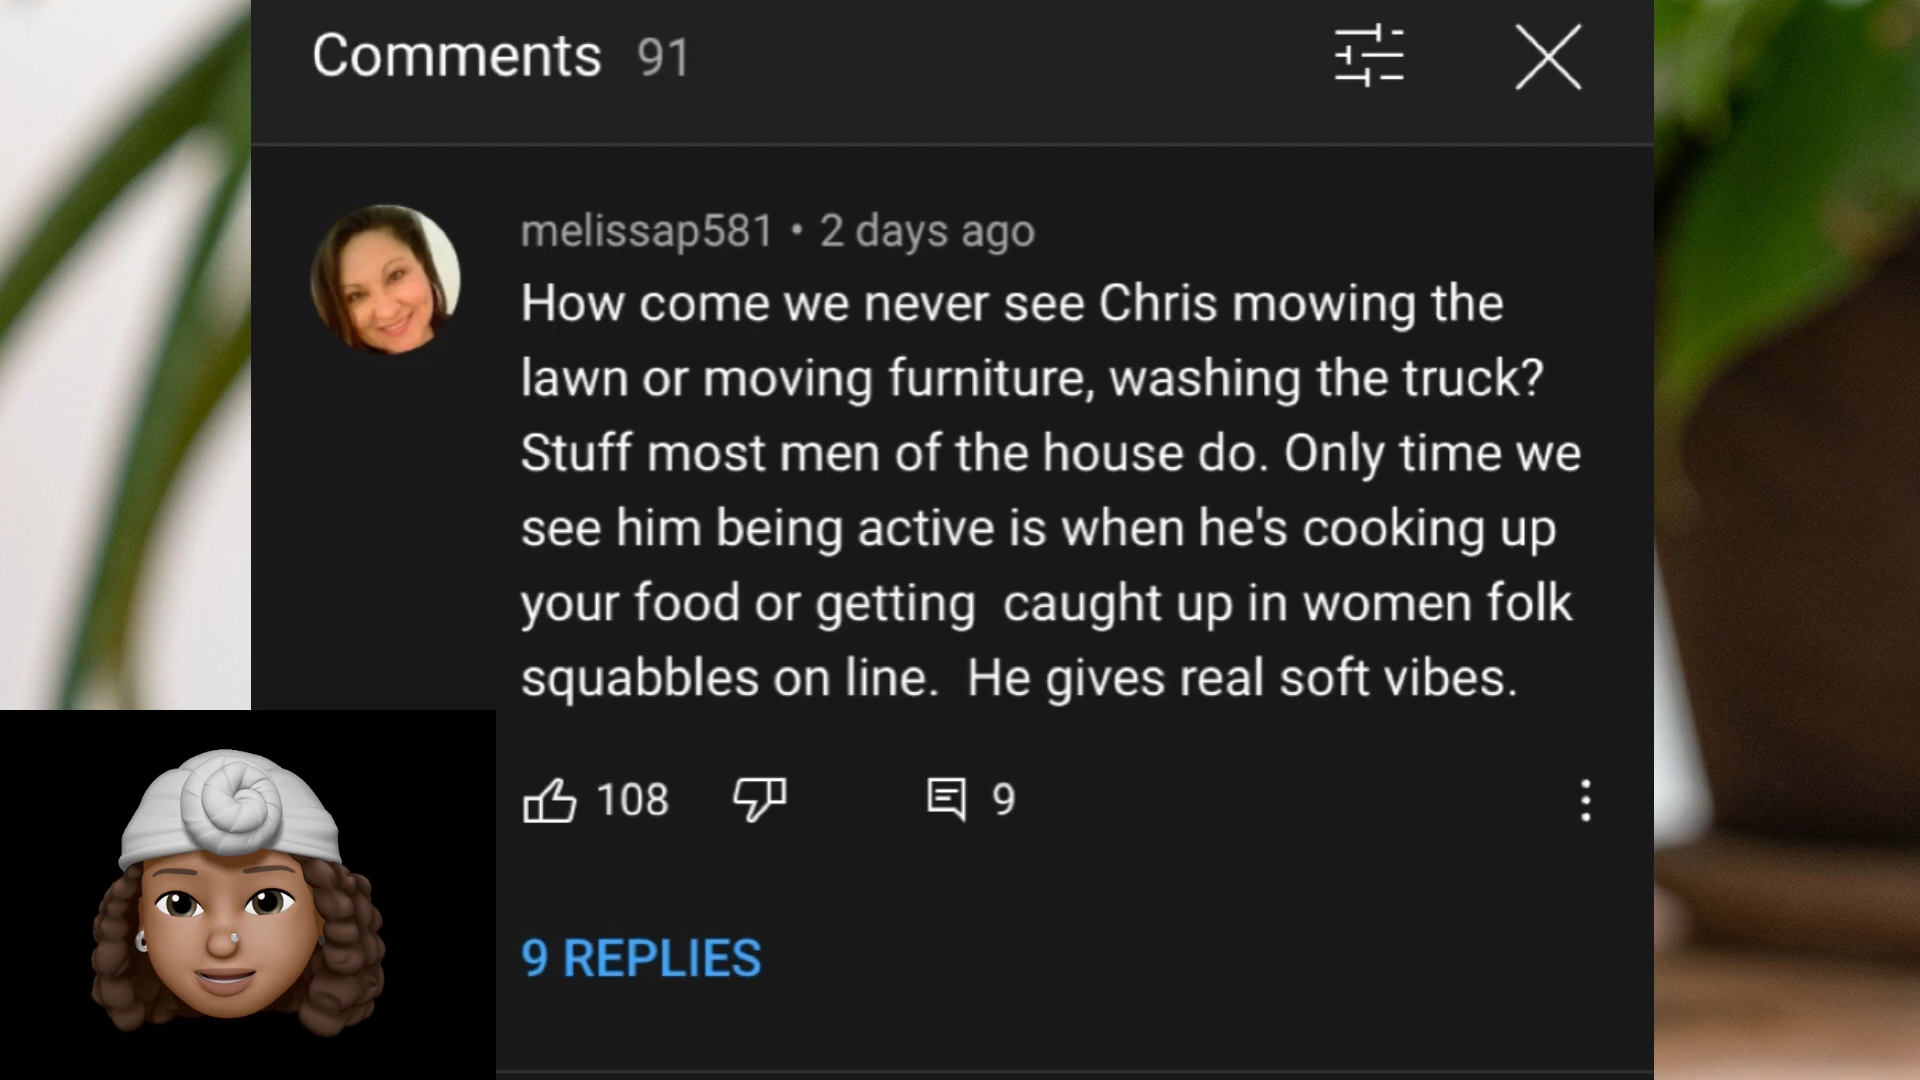 Comments 91
melissap581 • 2 days ago
How come we never see Chris mowing the
lawn or moving furniture, washing the truck?
Stuff most men of the house do. Only time we
see him being active is when he's cooking up
your food or getting  caught up in women folk
squabbles on line.  He gives real soft vibes.
108 9
9 REPLIES